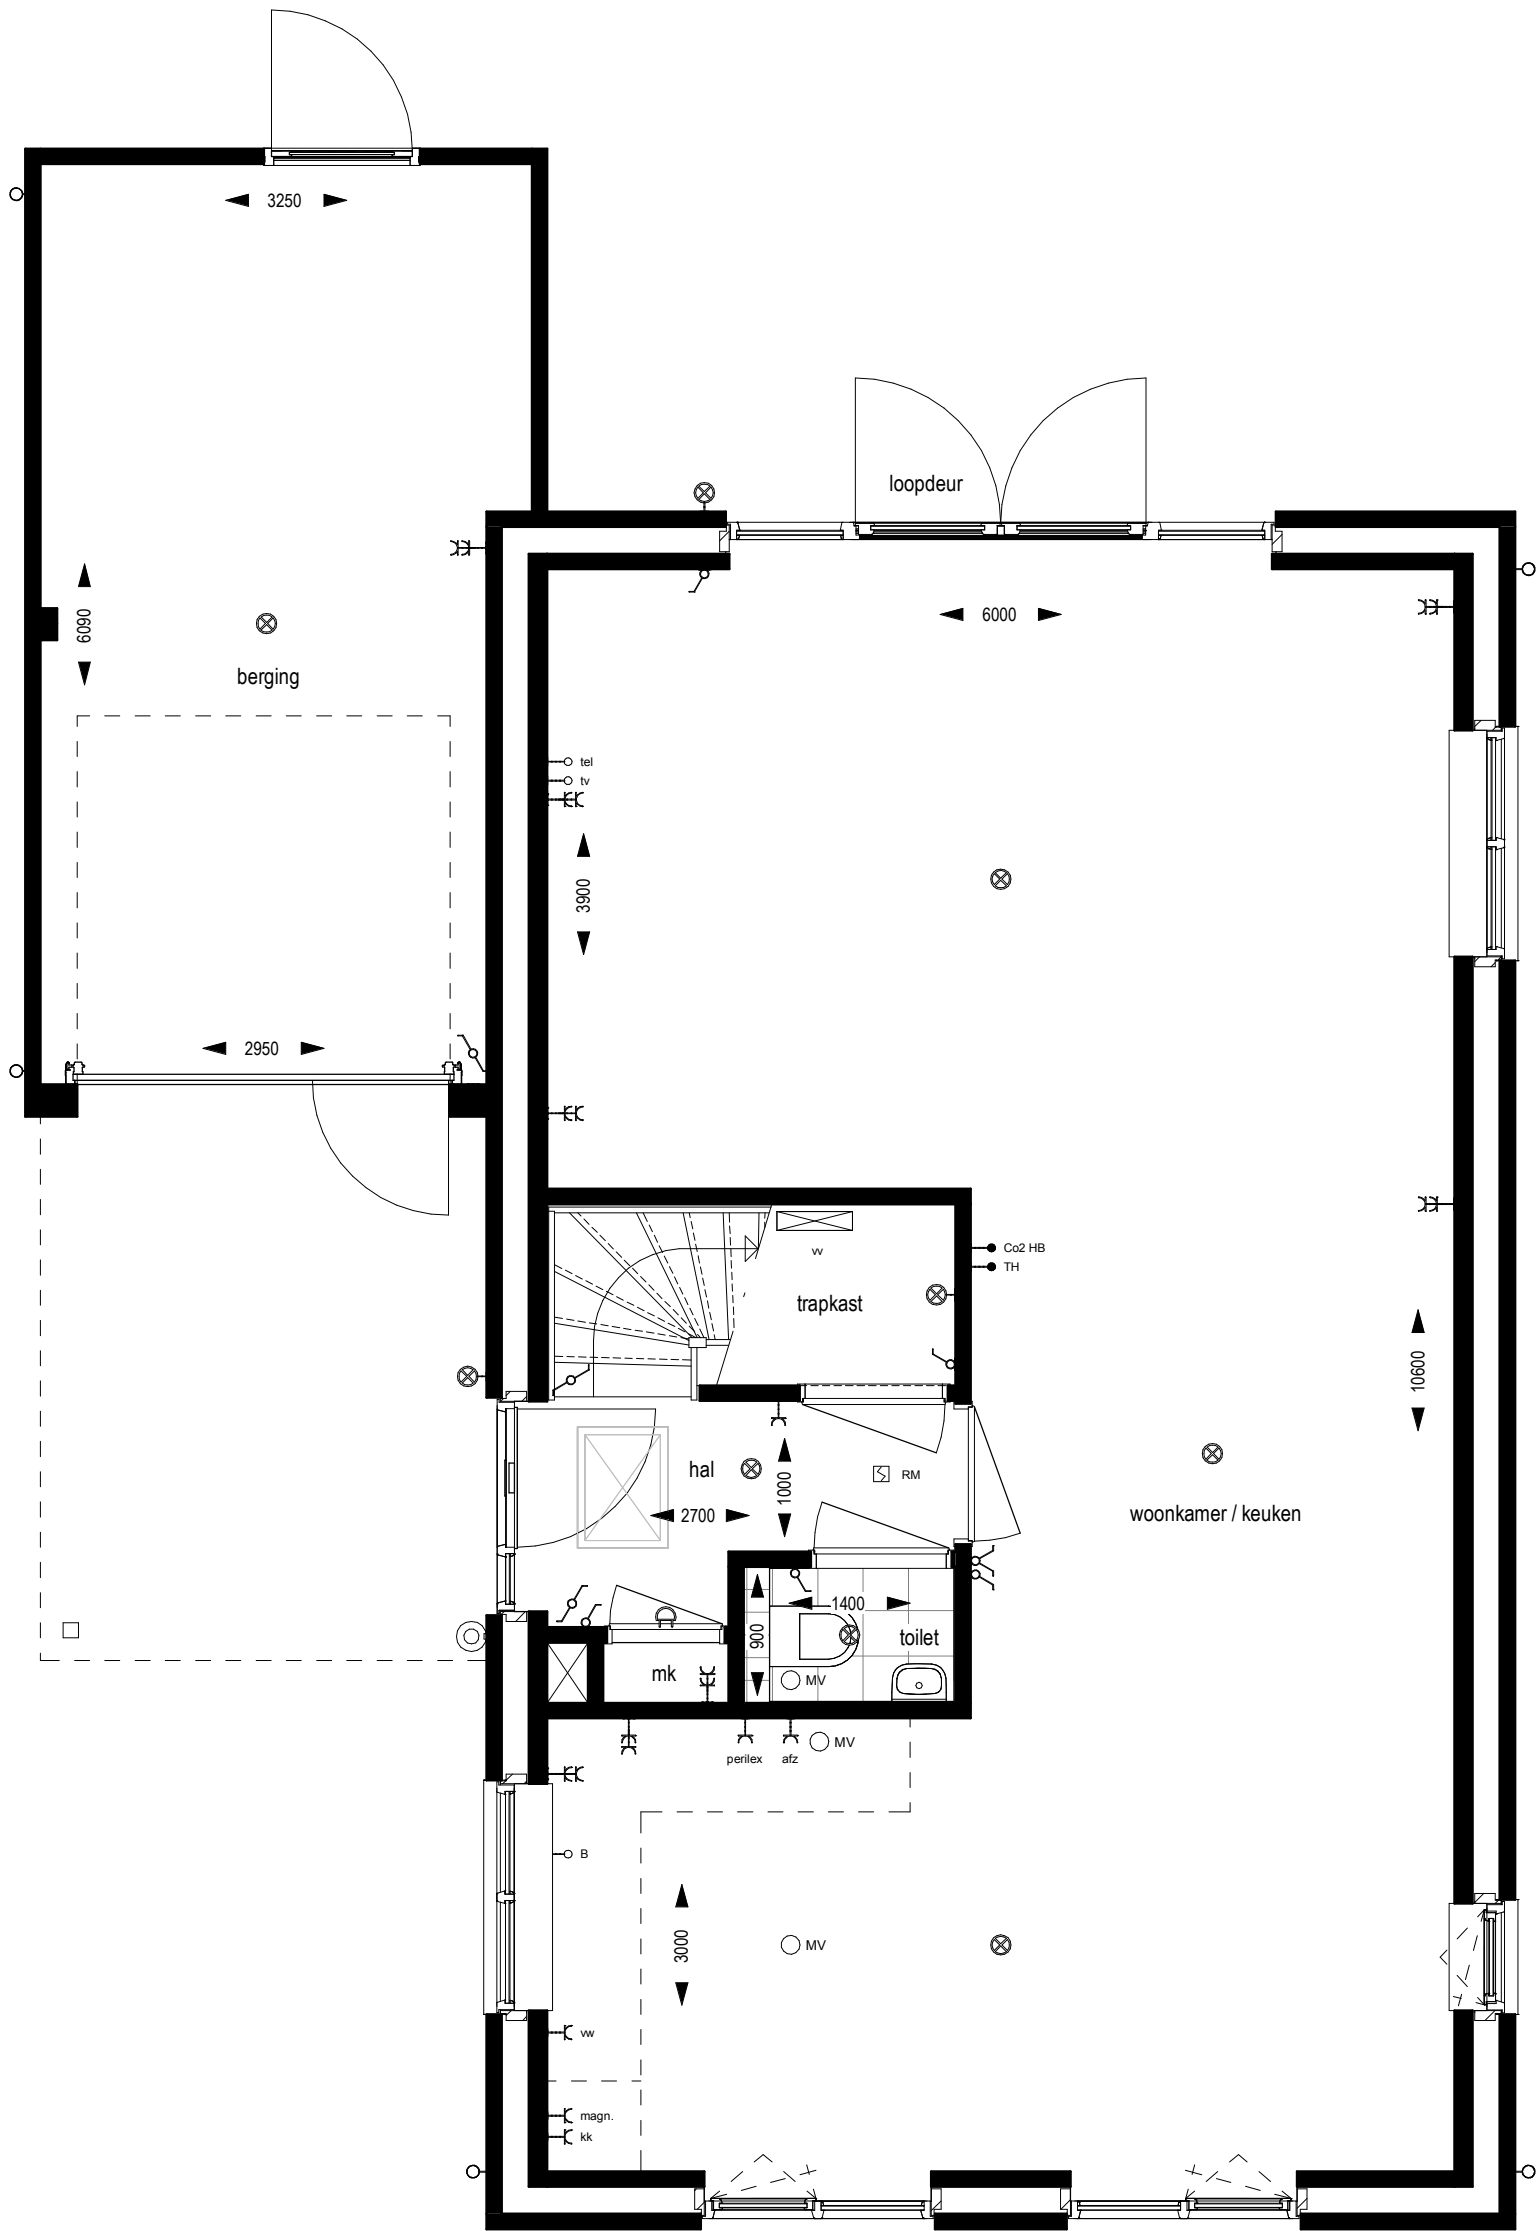 3250
loopdeur
6090
6000
berging
tel
tv
3900
2950
Co2 HB
vv
TH
trapkast
10600
hal
1000
RM
2700
woonkamer / keuken
1400
900
toilet
mk
MV
perilex
afz
MV
B
3000
MV
vw
magn.
kk